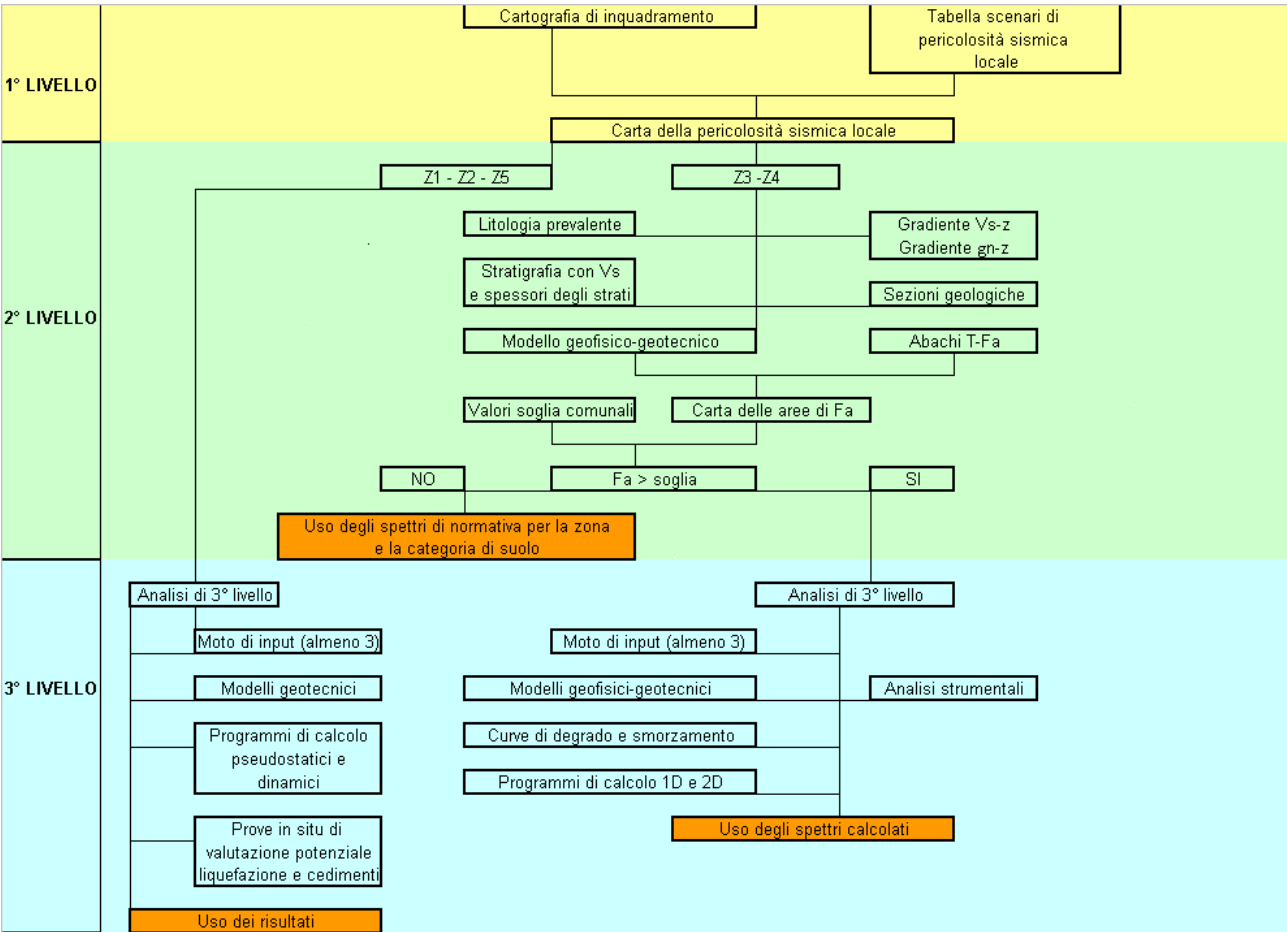 Cartografia di inquadramento
Tabella scenari di
pericolosità sismica
locale
1° LIVELLO
Carta della pericolosità sismica locale
Z1 - Z2 - Z5
Z3 -Z4
Litologia prevalente
Gradiente Vs-z
Gradiente gn-z
Stratigrafia con Vs
e spessori degli strati
Sezioni geologiche
2° LIVELLO
Modello geofisico-geotecnico
Abachi T-Fa
Valori soglia comunali
Carta delle aree di Fa
NO
Fa > soglia
SI
Uso degli spettri di normativa per la zona
e la categoria di suolo
Analisi di 3° livello
Analisi di 3° livello
Moto di input (almeno 3)
Moto di input (almeno 3)
3° LIVELLO
Modelli geotecnici
Modelli geofisici-geotecnici
Analisi strumentali
Programmi di calcolo
pseudostatici e
dinamici
Curve di degrado e smorzamento
Programmi di calcolo 1D e 2D
Prove in situ di
valutazione potenziale
liquefazione e cedimenti
Uso degli spettri calcolati
Uso dei risultati